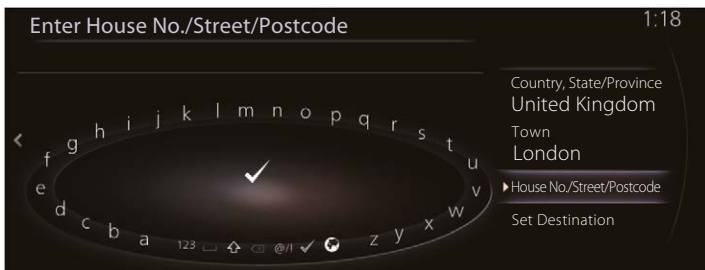 Enter House No./Street/Postcode
1:18
Country, State/Province
United Kingdom
Town
London
House No./Street/Postcode
Set Destination
a b c d e f g h i j k l m n o p q r s t u v w x y z
123 @/!